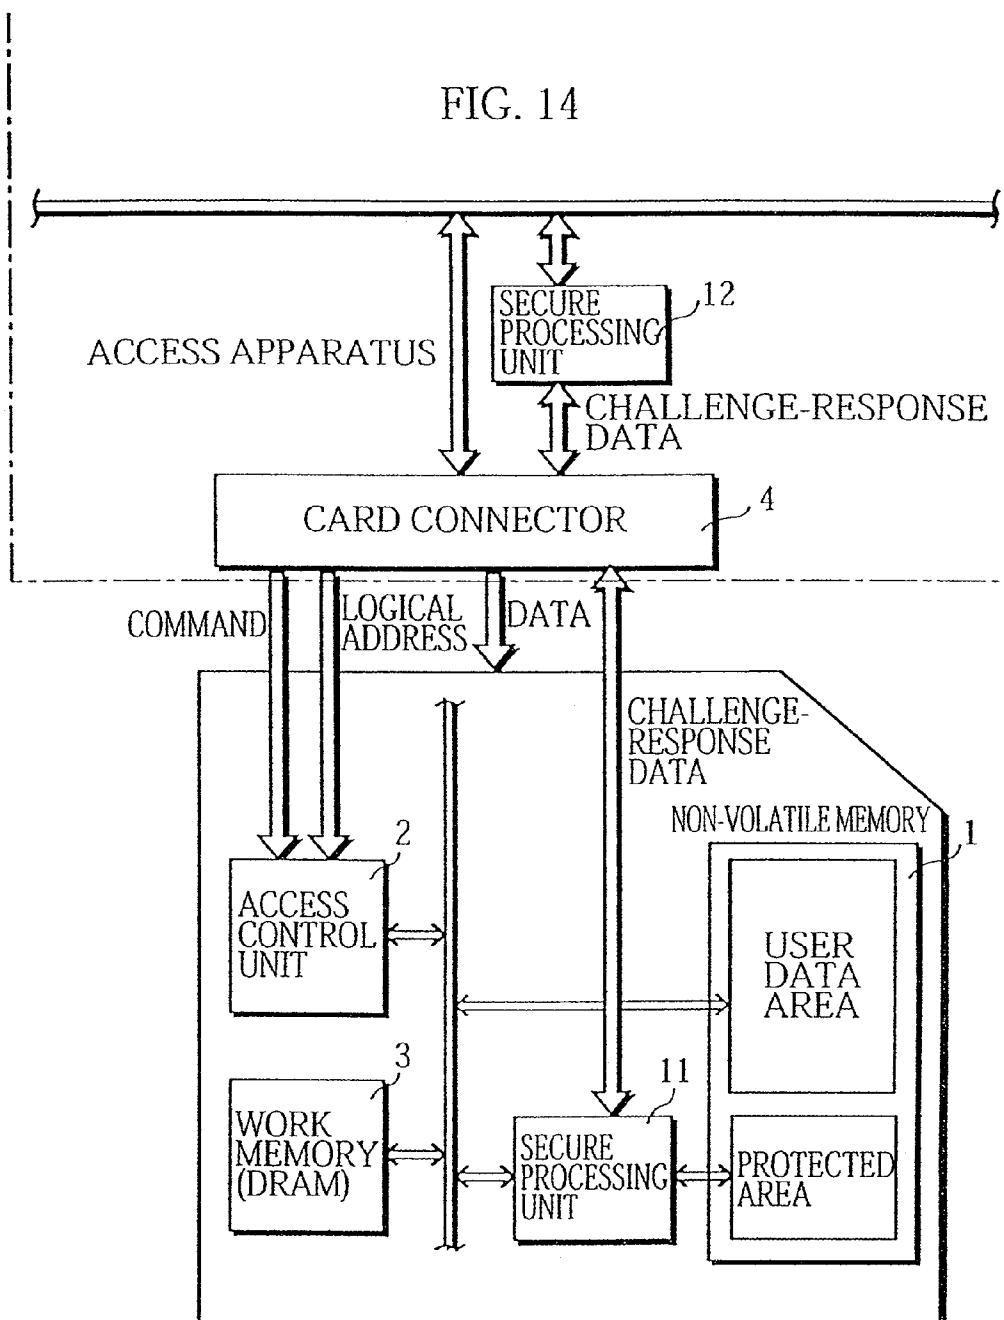 FIG. 14
SECURE
PROCESSING
UNIT
12
ACCESS APPARATUS
CHALLENGE-RESPONSE
DATA
CARD CONNECTOR
4
COMMAND
LOGICAL
ADDRESS
DATA
CHALLENGE-
RESPONSE
DATA
NON-VOLATILE MEMORY
2
1
ACCESS
CONTROL
UNIT
USER
DATA
AREA
3
11
WORK
MEMORY
(DRAM)
SECURE
PROCESSING
UNIT
PROTECTED
AREA